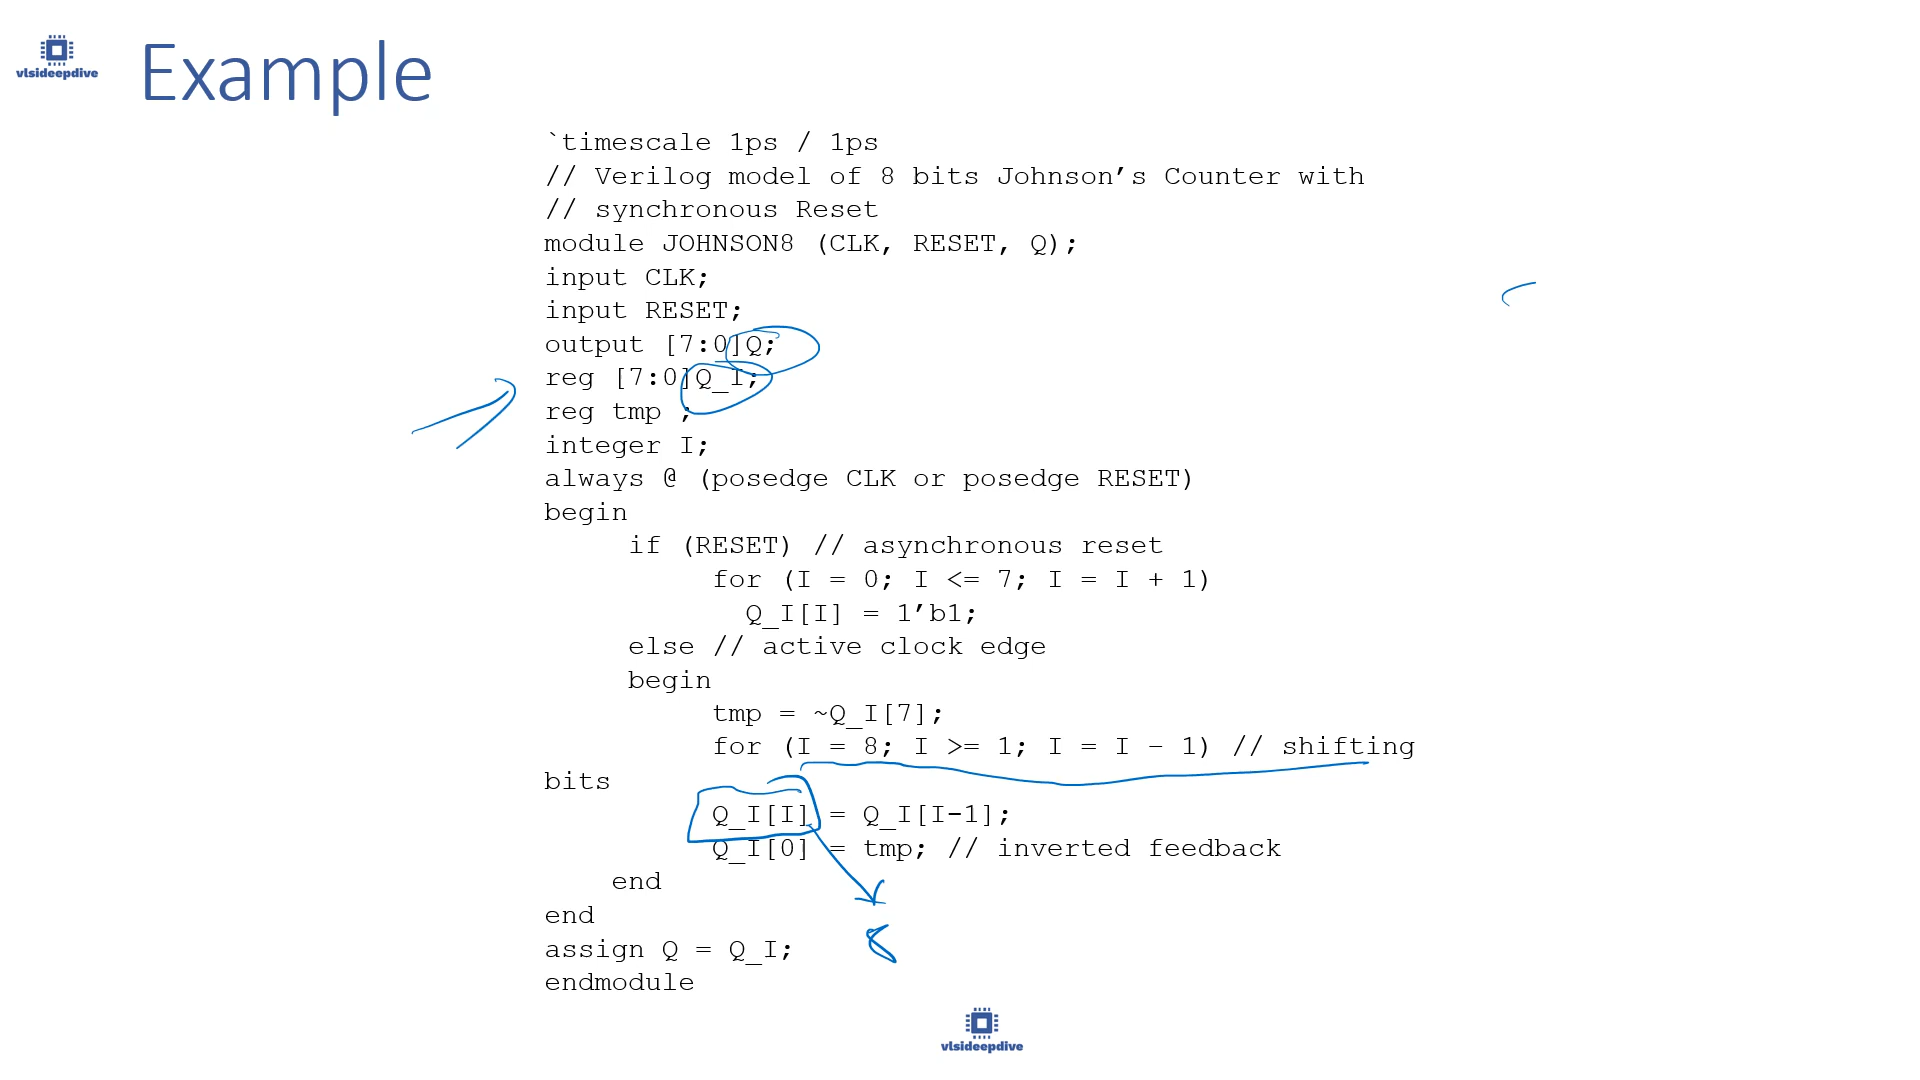 vlsideepdive
Example
`timescale 1ps / 1ps
// Verilog model of 8 bits Johnson’s Counter with
// synchronous Reset
module JOHNSON8 (CLK, RESET, Q);
input CLK;
input RESET;
output [7:0]Q;
reg [7:0]Q_I;
reg tmp ;
integer I;
always @ (posedge CLK or posedge RESET)
begin
if (RESET) // asynchronous reset
for (I = 0; I <= 7; I = I + 1)
Q_I[I] = 1’b1;
else // active clock edge
begin
tmp = ~Q_I[7];
for (I = 8; I >= 1; I = I – 1) // shifting
bits
Q_I[I] = Q_I[I-1];
Q_I[0] = tmp; // inverted feedback
end
end
assign Q = Q_I;
endmodule
vlsideepdive